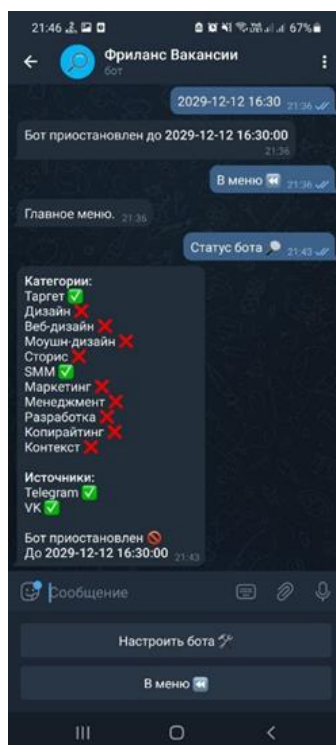 21:46 67%
Фриланс Вакансии
бот
2029-12-12 16:30 21:36
Бот приостановлен до 2029-12-12 16:30:00
21:36
В меню 21:36
Главное меню. 21:36
Статус бота 21:43
Категории:
Таргет ✅
Дизайн ❌
Веб-дизайн ❌
Моушн-дизайн ❌
Сторис ❌
SMM ✅
Маркетинг ❌
Менеджмент ❌
Разработка ❌
Копирайтинг ❌
Контекст ❌
Источники:
Telegram ✅
VK ✅
Бот приостановлен 🚫
До 2029-12-12 16:30:00 21:43
Сообщение
Настроить бота 🛠
В меню ⏪